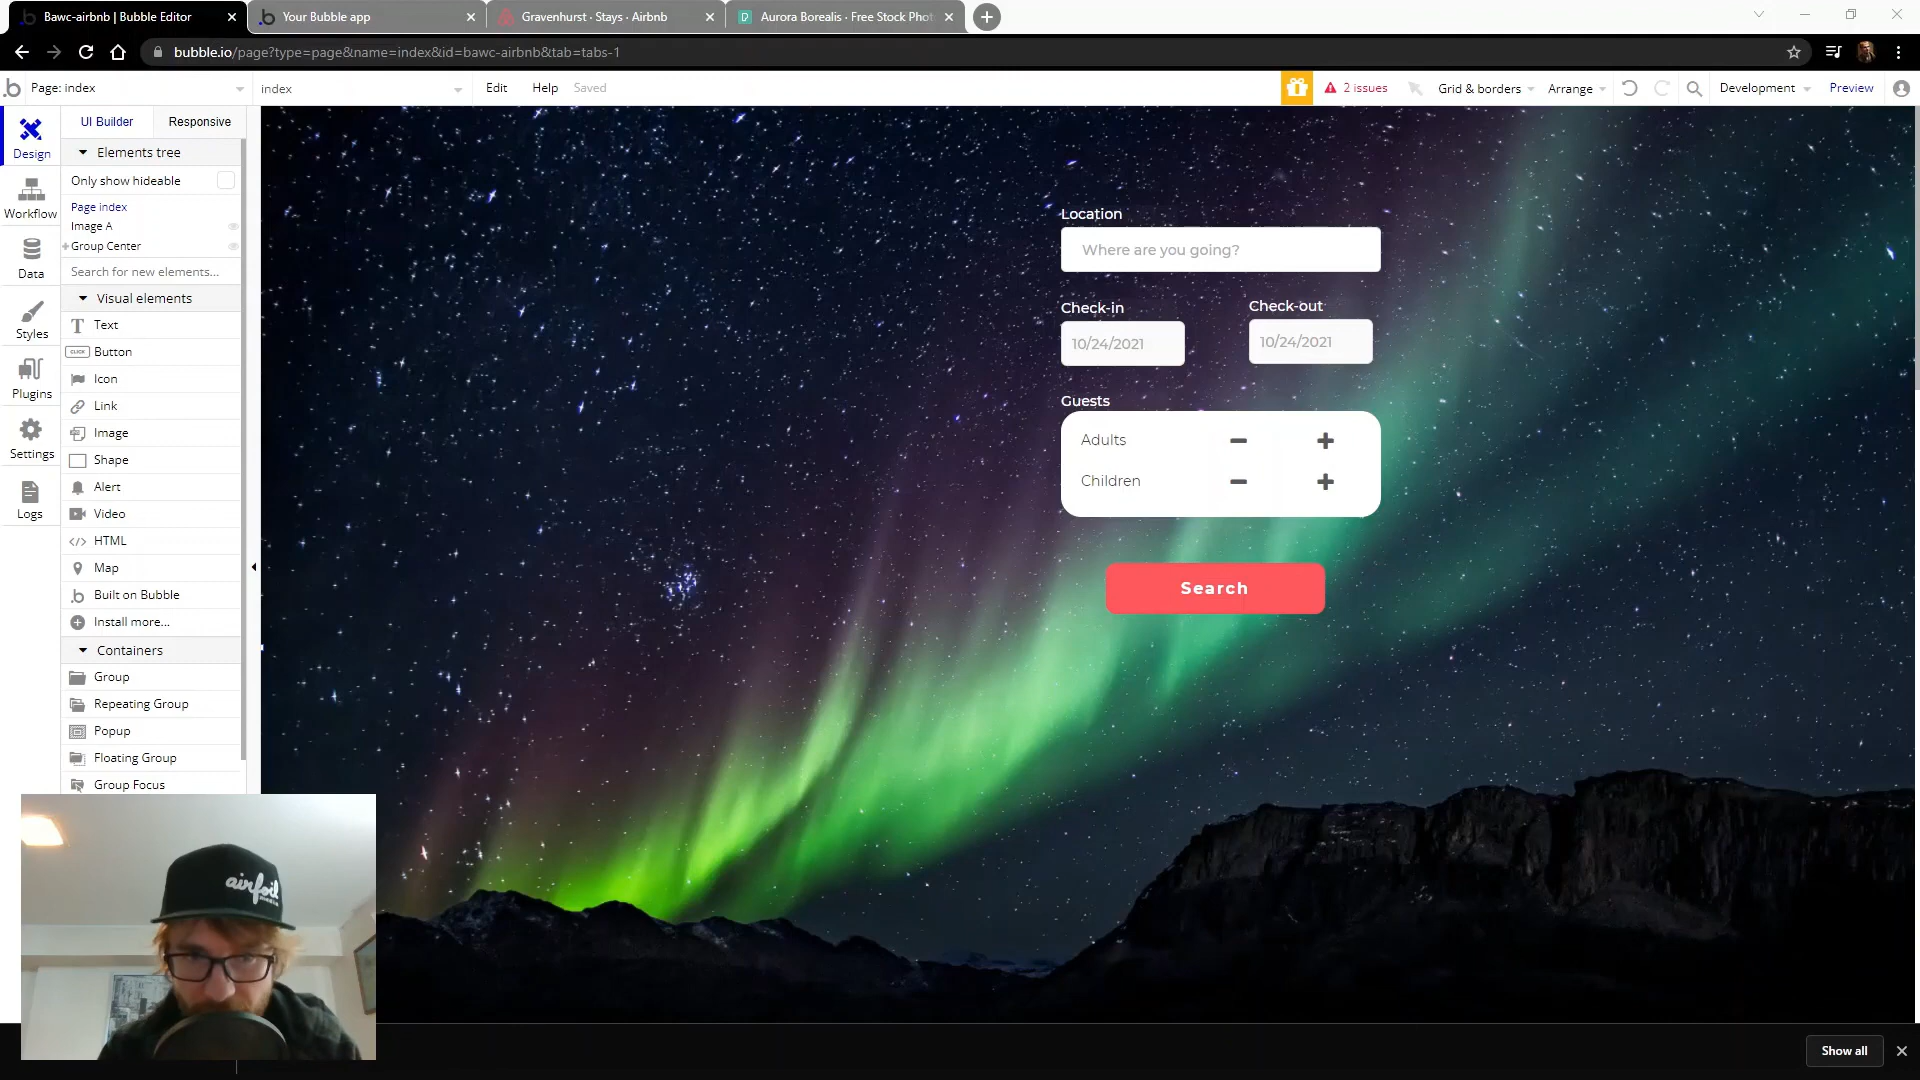 Bawc-airbnb | Bubble Editor
Your Bubble app
Gravenhurst · Stays · Airbnb
Aurora Borealis · Free Stock Phot
bubble.io/page?type=page&name=index&id=bawc-airbnb&tab=tabs-1
Page: index
index
Edit
Help
Saved
2 issues
Grid & borders
Arrange
Development
Preview
Design
Workflow
Data
Styles
Plugins
Settings
Logs
UI Builder
Responsive
Elements tree
Only show hideable
Page index
Image A
Group Center
Search for new elements...
Visual elements
Text
CLICK
Button
Icon
Link
Image
Shape
Alert
Video
HTML
Map
Built on Bubble
Install more...
Containers
Group
Repeating Group
Popup
Floating Group
Group Focus
Location
Where are you going?
Check-in
Check-out
10/24/2021
10/24/2021
Guests
Adults
Children
Search
airfoil
Show all